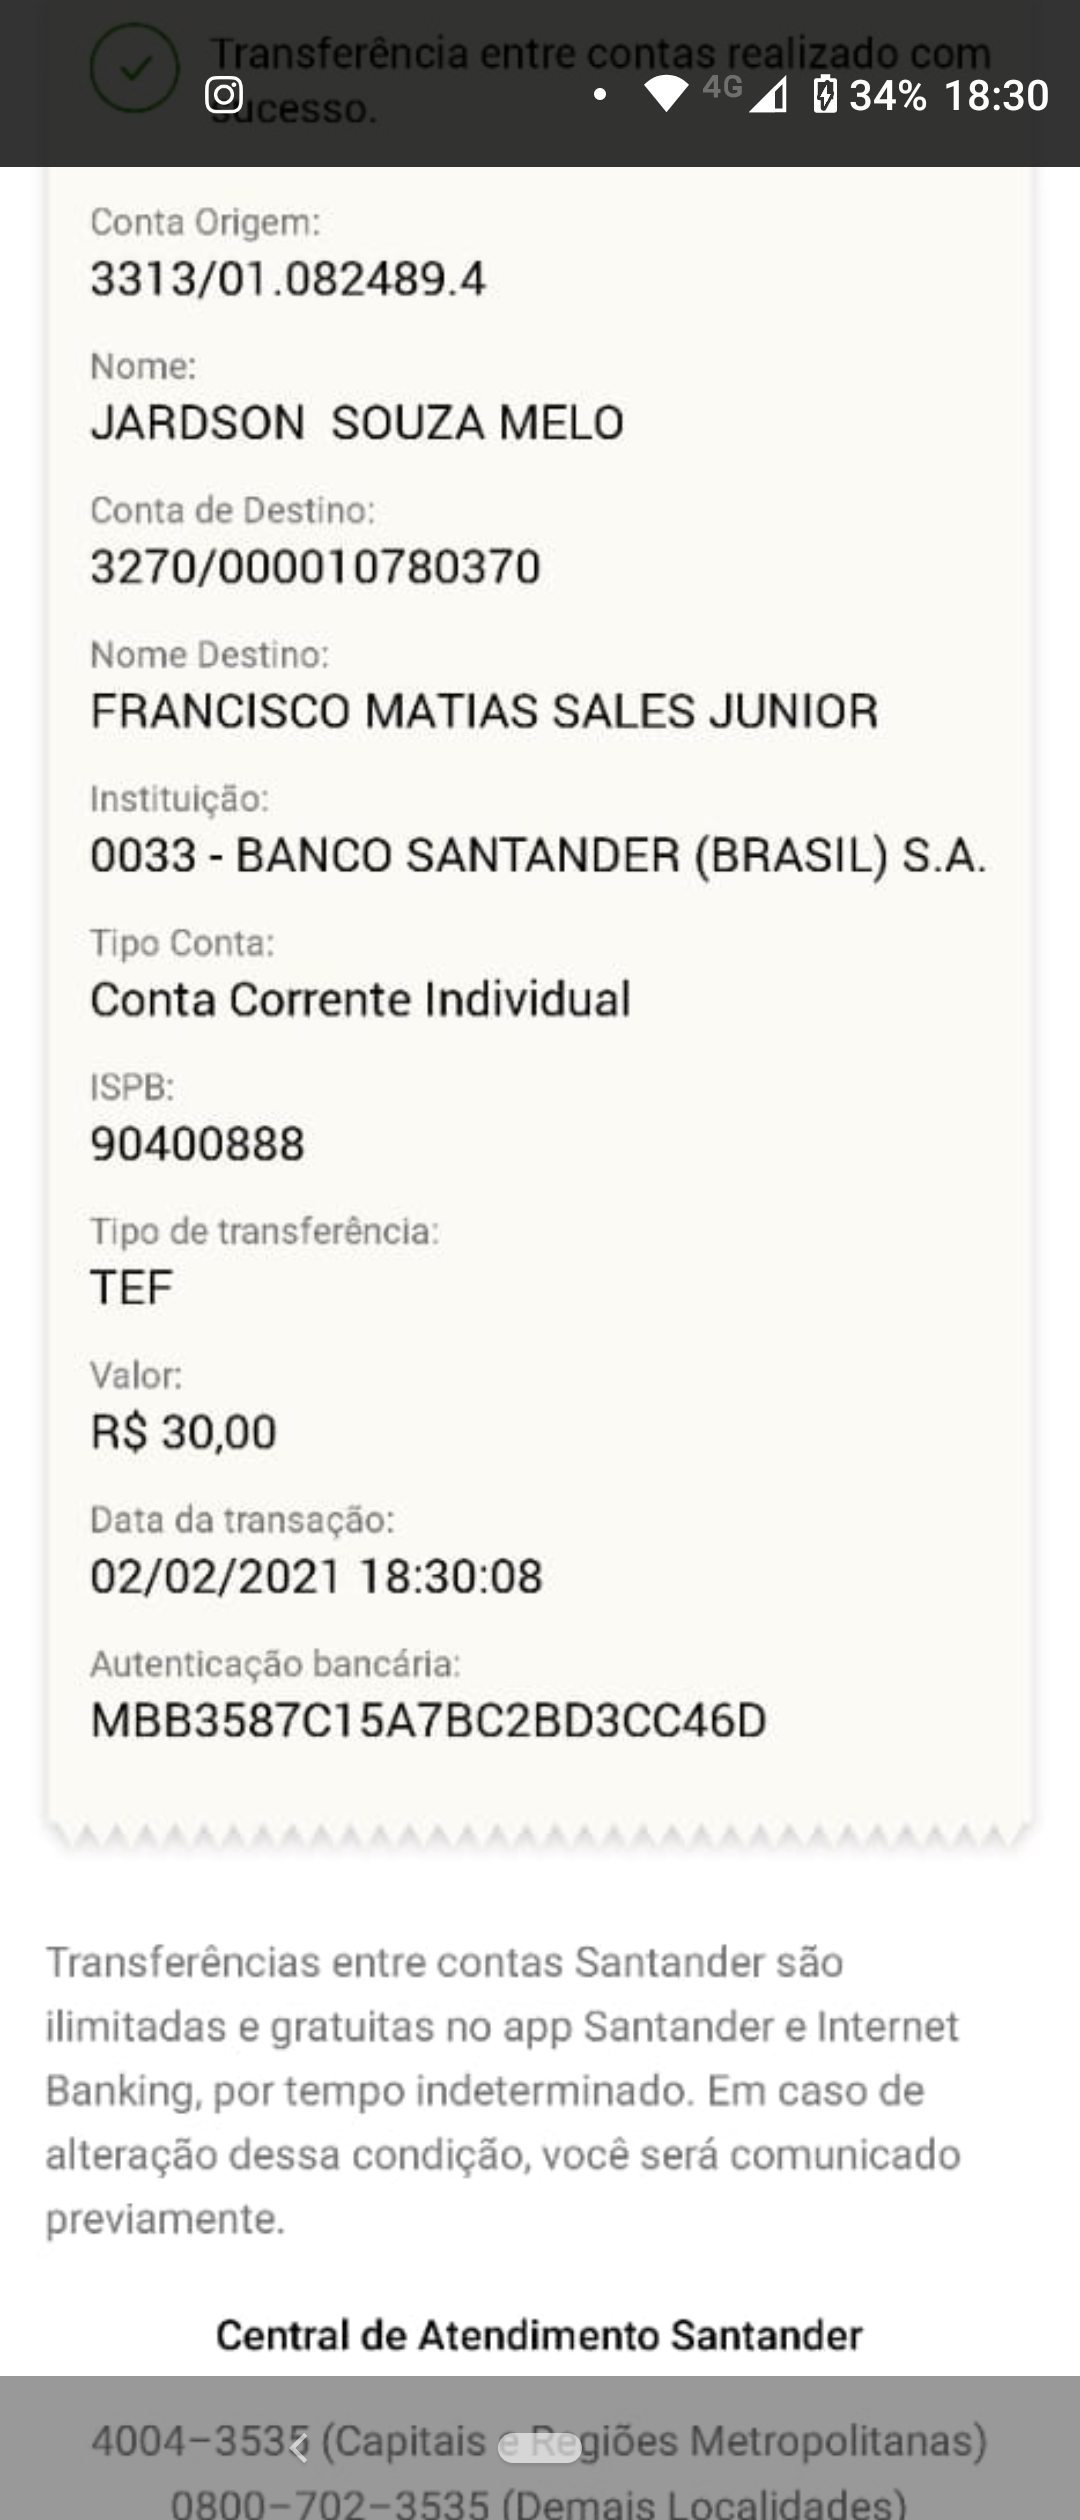 Transferência entre contas realizado com
sucesso.
4G 34% 18:30
Conta Origem:
3313/01.082489.4
Nome:
JARDSON  SOUZA MELO
Conta de Destino:
3270/000010780370
Nome Destino:
FRANCISCO MATIAS SALES JUNIOR
Instituição:
0033 - BANCO SANTANDER (BRASIL) S.A.
Tipo Conta:
Conta Corrente Individual
ISPB:
90400888
Tipo de transferência:
TEF
Valor:
R$ 30,00
Data da transação:
02/02/2021 18:30:08
Autenticação bancária:
MBB3587C15A7BC2BD3CC46D
Transferências entre contas Santander são
ilimitadas e gratuitas no app Santander e Internet
Banking, por tempo indeterminado. Em caso de
alteração dessa condição, você será comunicado
previamente.
Central de Atendimento Santander
4004-3535 (Capitais e Regiões Metropolitanas)
0800-702-3535 (Demais Localidades)